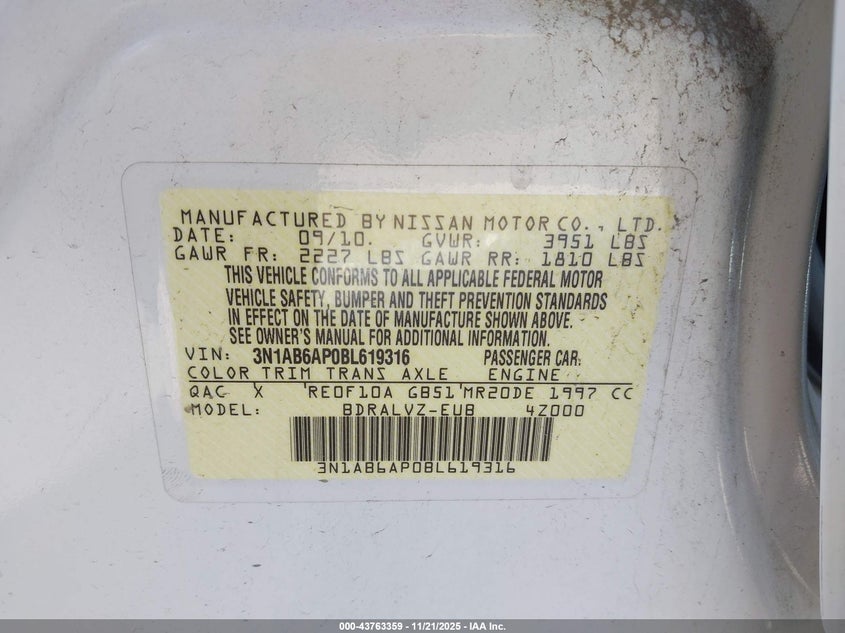 MANUFACTURED BY NISSAN MOTOR CO., LTD.
DATE: 09/10. GVWR: 3951 LBS
GAWR FR: 2227 LBS GAWR RR: 1810 LBS
THIS VEHICLE CONFORMS TO ALL APPLICABLE FEDERAL MOTOR
VEHICLE SAFETY, BUMPER AND THEFT PREVENTION STANDARDS
IN EFFECT ON THE DATE OF MANUFACTURE SHOWN ABOVE.
SEE OWNER'S MANUAL FOR ADDITIONAL INFORMATION.
VIN: 3N1AB6AP0BL619316 PASSENGER CAR
COLOR TRIM TRANS AXLE ENGINE
QAC X RE0F10A GB51 MR20DE 1997 CC
MODEL: BDRALVZ-EUB 4Z000
3N1AB6AP0BL619316
000-43763359 - 11/21/2025 - IAA Inc.